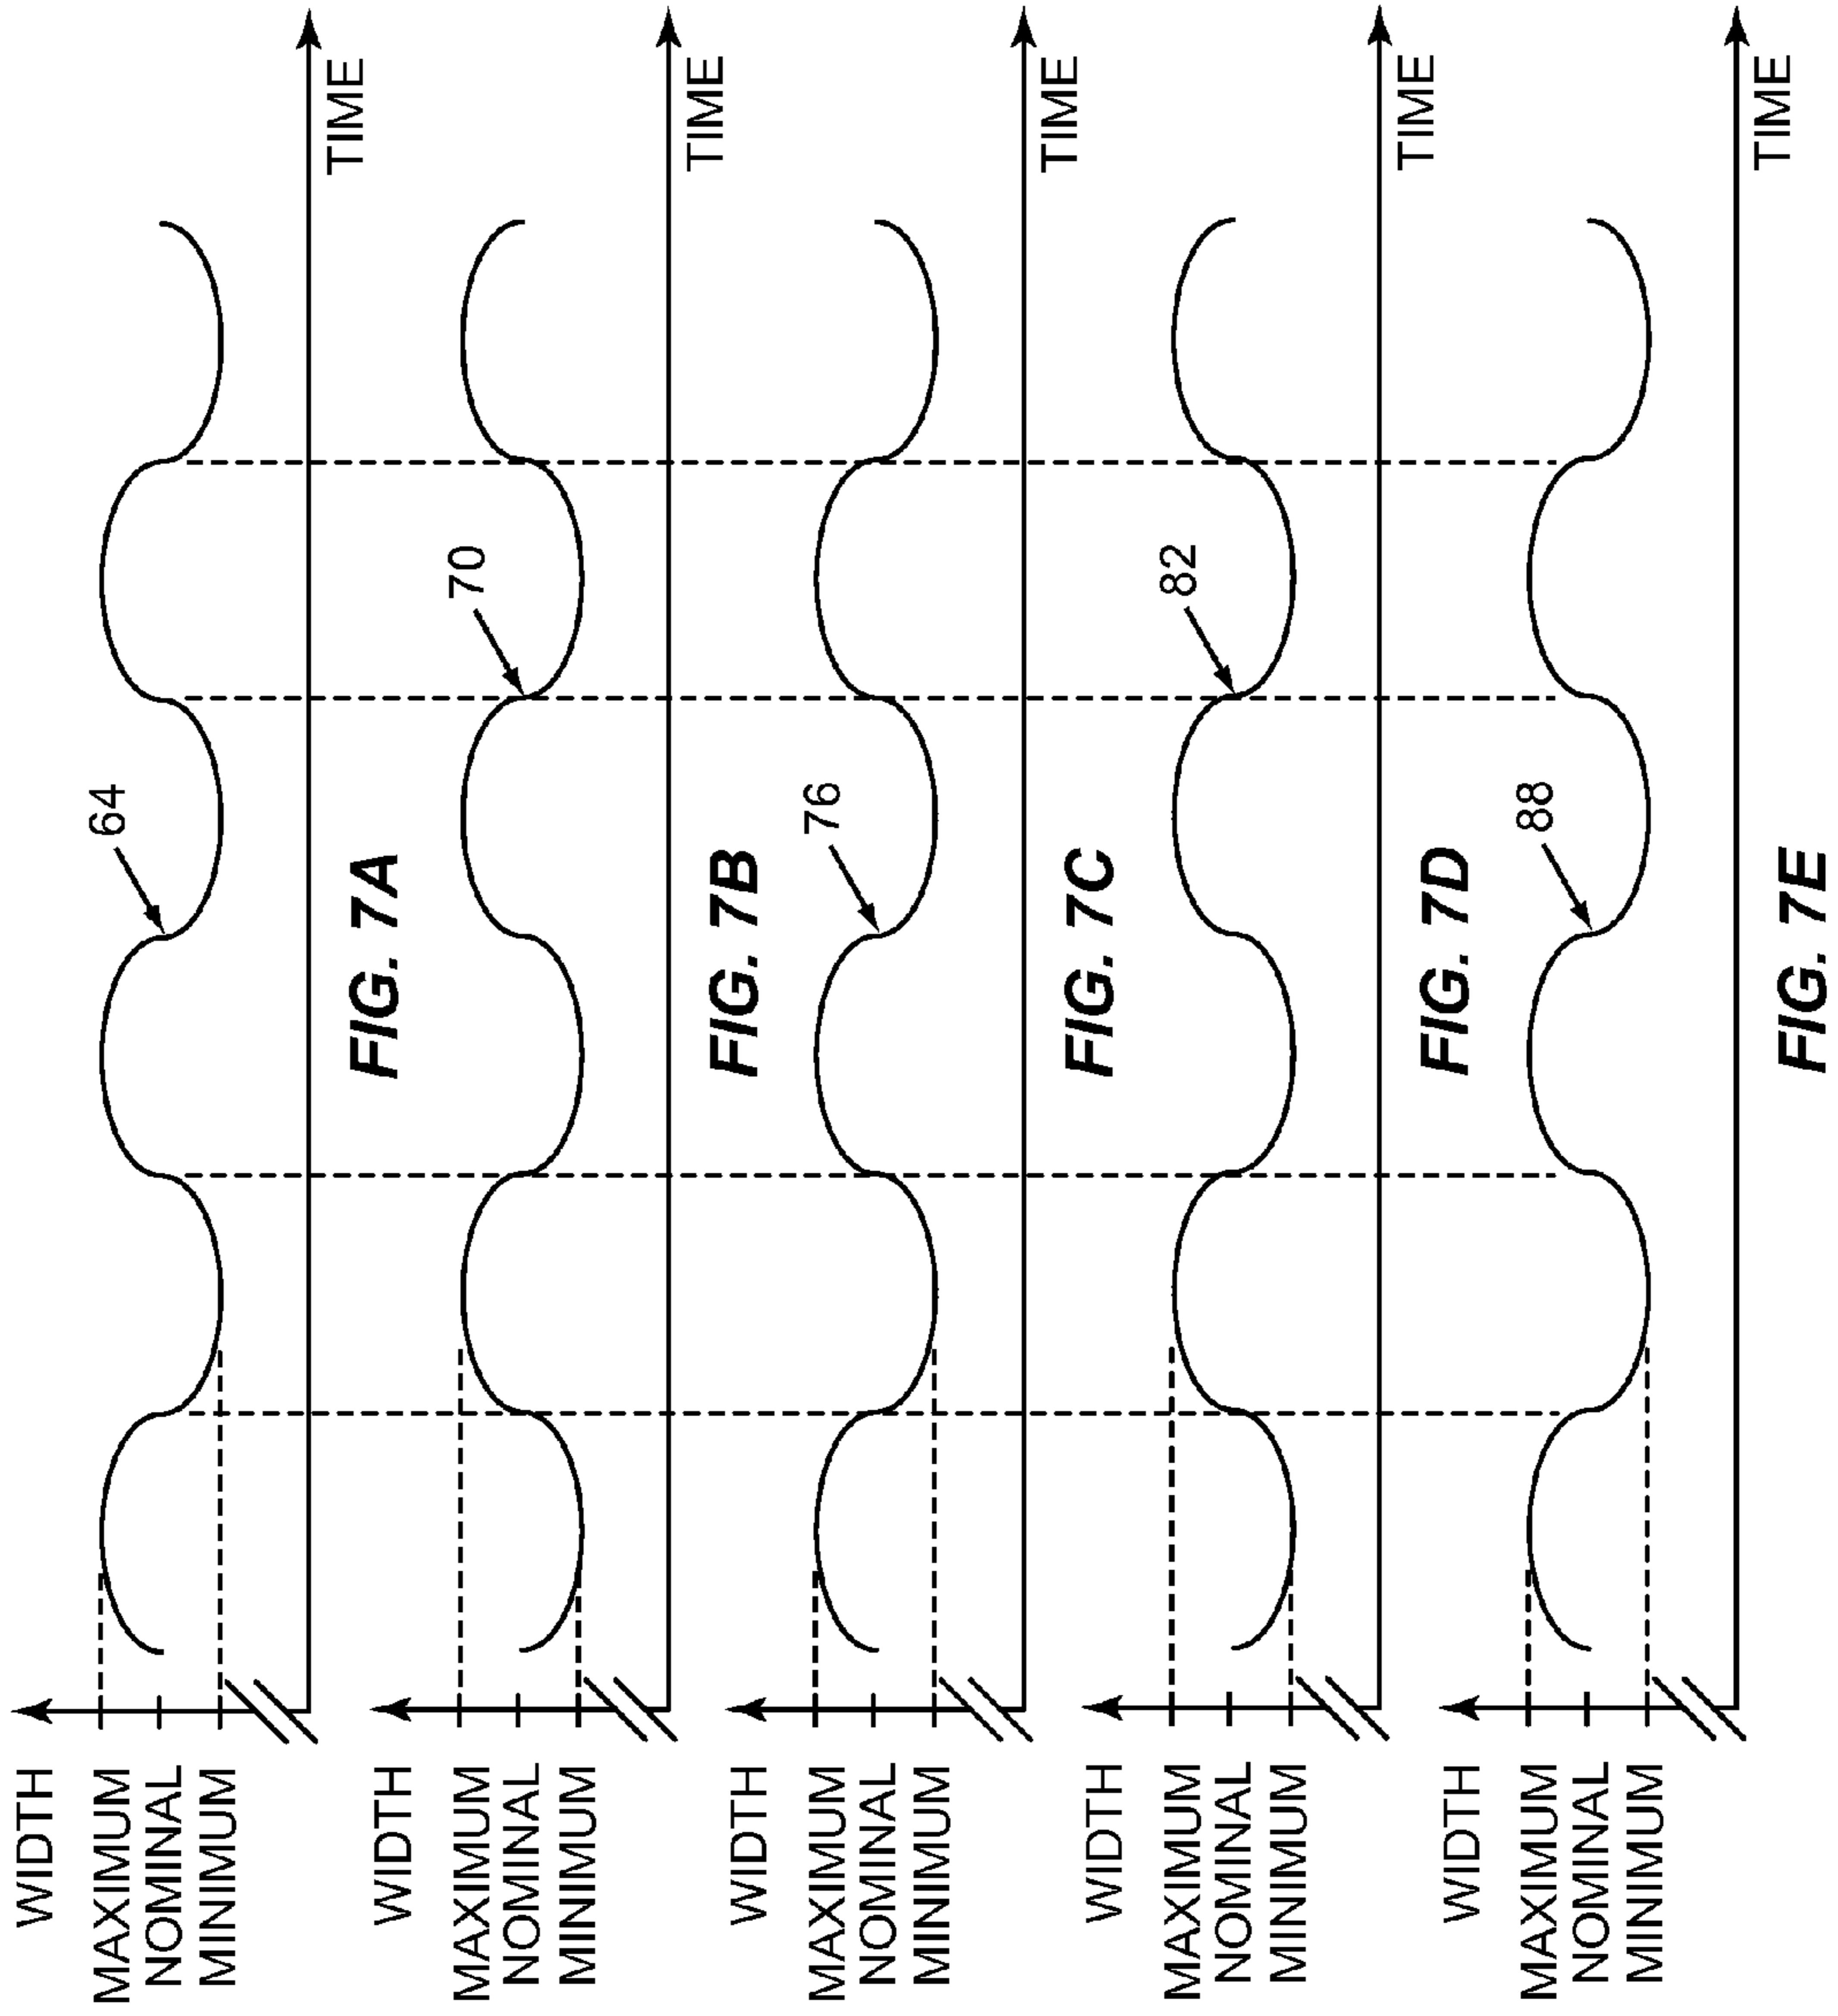 WIDTH
MAXIMUM
NOMINAL
MINIMUM
64
TIME
FIG. 7A
WIDTH
MAXIMUM
NOMINAL
MINIMUM
70
TIME
FIG. 7B
WIDTH
MAXIMUM
NOMINAL
MINIMUM
76
TIME
FIG. 7C
WIDTH
MAXIMUM
NOMINAL
MINIMUM
82
TIME
FIG. 7D
WIDTH
MAXIMUM
NOMINAL
MINIMUM
88
TIME
FIG. 7E